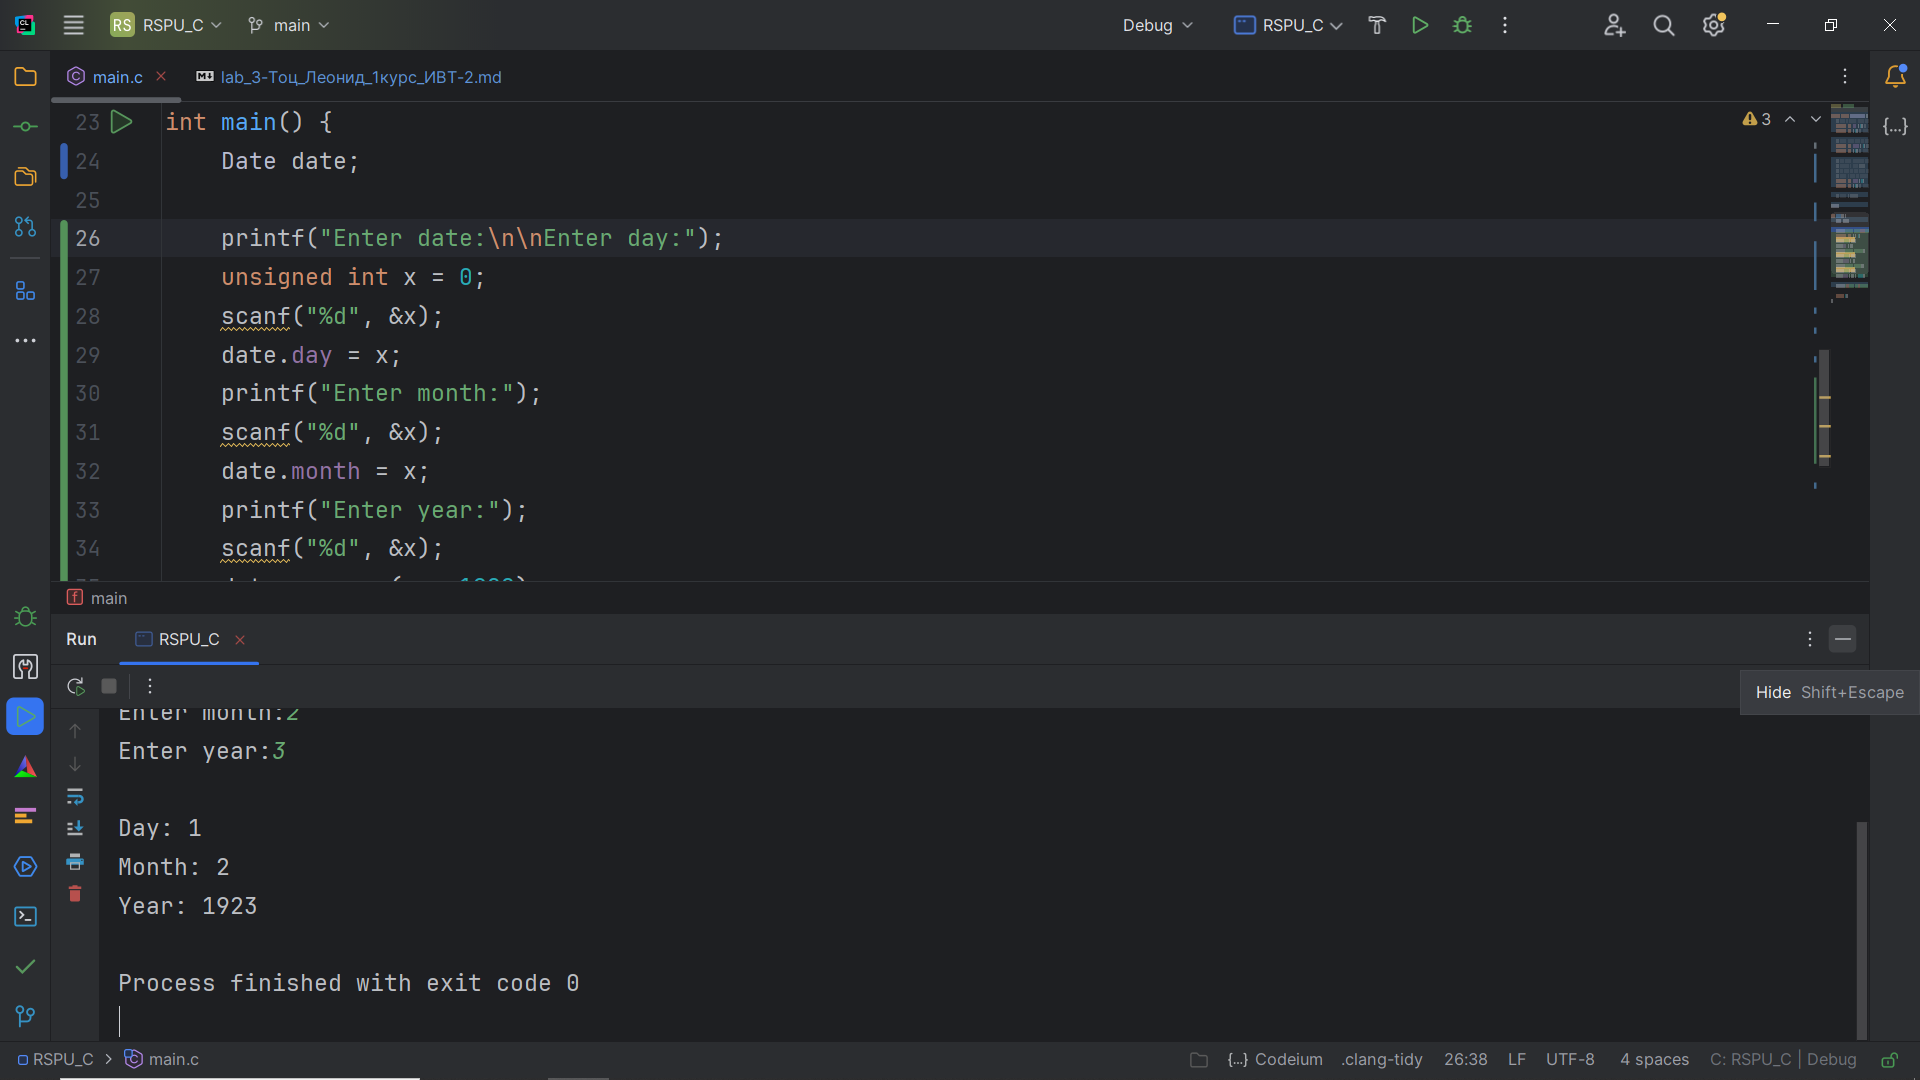 RS RSPU_C main Debug RSPU_C
main.c lab_3-Тоц_Леонид_1курс_ИВТ-2.md
23 int main() {
3
24 Date date;
25
26 printf("Enter date:\n\nEnter day:");
27 unsigned int x = 0;
28 scanf("%d", &x);
29 date.day = x;
30 printf("Enter month:");
31 scanf("%d", &x);
32 date.month = x;
33 printf("Enter year:");
34 scanf("%d", &x);
main
Run RSPU_C
Hide Shift+Escape
Enter month:2
Enter year:3
Day: 1
Month: 2
Year: 1923
Process finished with exit code 0
RSPU_C > main.c {...} Codeium .clang-tidy 26:38 LF UTF-8 4 spaces C: RSPU_C | Debug